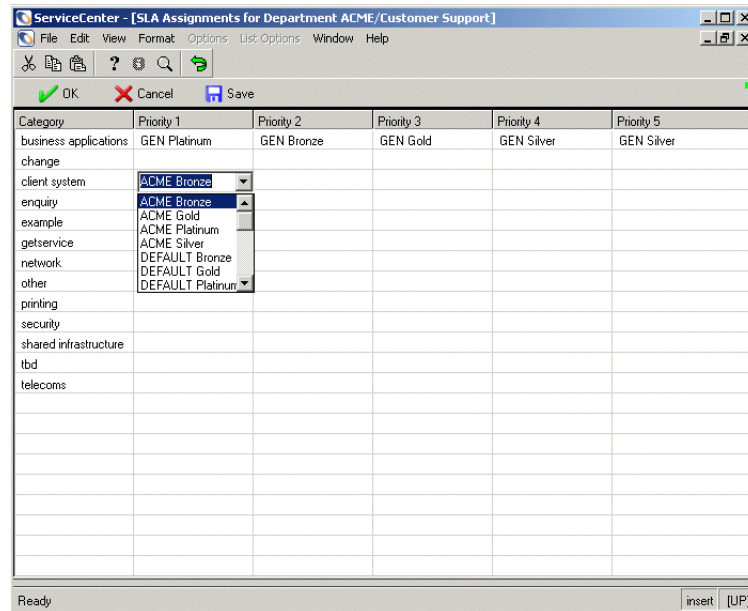 ServiceCenter - [SLA Assignments for Department ACME/Customer Support]
File Edit View Format Options List Options Window Help
OK Cancel Save
Category Priority 1 Priority 2 Priority 3 Priority 4 Priority 5
business applications GEN Platinum GEN Bronze GEN Gold GEN Silver GEN Silver
change
client system ACME Bronze
enquiry ACME Bronze
example ACME Gold
ACME Platinum
getservice ACME Silver
network DEFAULT Bronze
DEFAULT Gold
other DEFAULT Platinum
printing
security
shared infrastructure
tbd
telecoms
Ready insert [UP]